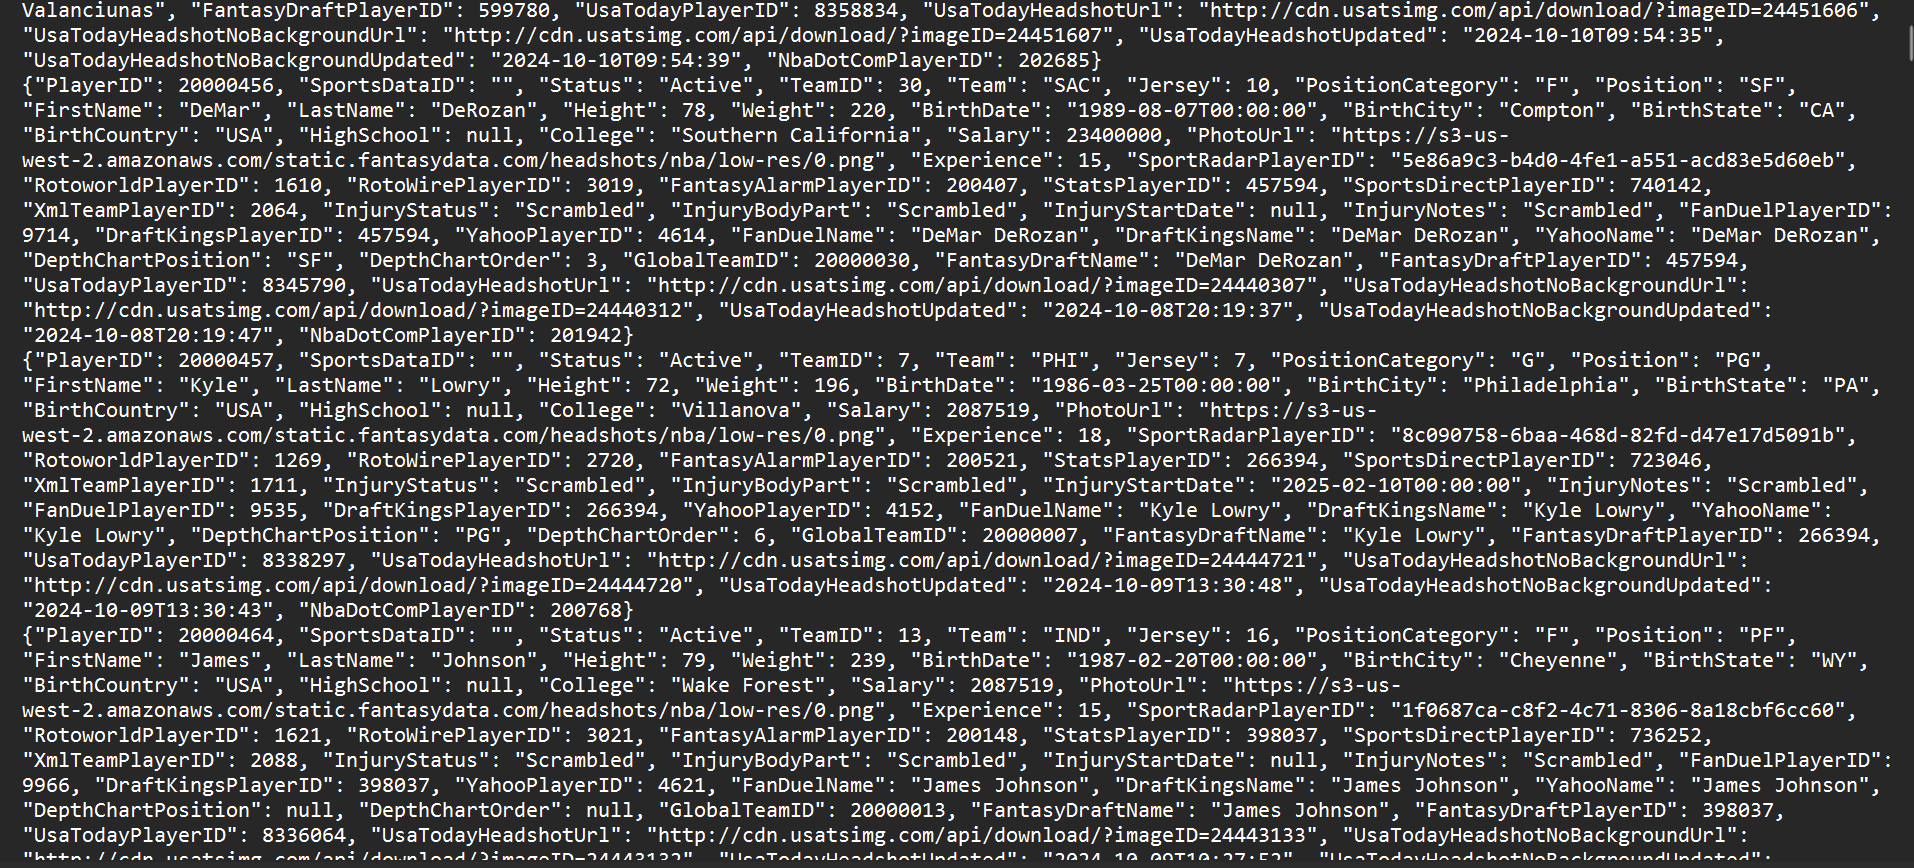 Valanciunas", "FantasyDraftPlayerID": 599780, "UsaTodayPlayerID": 8358834, "UsaTodayHeadshotUrl": "http://cdn.usatsimg.com/api/download/?imageID=24451606",
"UsaTodayHeadshotNoBackgroundUrl": "http://cdn.usatsimg.com/api/download/?imageID=24451607", "UsaTodayHeadshotUpdated": "2024-10-10T09:54:35",
"UsaTodayHeadshotNoBackgroundUpdated": "2024-10-10T09:54:39", "NbaDotComPlayerID": 202685}
{"PlayerID": 20000456, "SportsDataID": "", "Status": "Active", "TeamID": 30, "Team": "SAC", "Jersey": 10, "PositionCategory": "F", "Position": "SF",
"FirstName": "DeMar", "LastName": "DeRozan", "Height": 78, "Weight": 220, "BirthDate": "1989-08-07T00:00:00", "BirthCity": "Compton", "BirthState": "CA",
"BirthCountry": "USA", "HighSchool": null, "College": "Southern California", "Salary": 23400000, "PhotoUrl": "https://s3-us-
west-2.amazonaws.com/static.fantasydata.com/headshots/nba/low-res/0.png", "Experience": 15, "SportRadarPlayerID": "5e86a9c3-b4d0-4fe1-a551-acd83e5d60eb",
"RotoworldPlayerID": 1610, "RotoWirePlayerID": 3019, "FantasyAlarmPlayerID": 200407, "StatsPlayerID": 457594, "SportsDirectPlayerID": 740142,
"XmlTeamPlayerID": 2064, "InjuryStatus": "Scrambled", "InjuryBodyPart": "Scrambled", "InjuryStartDate": null, "InjuryNotes": "Scrambled", "FanDuelPlayerID":
9714, "DraftKingsPlayerID": 457594, "YahooPlayerID": 4614, "FanDuelName": "DeMar DeRozan", "DraftKingsName": "DeMar DeRozan", "YahooName": "DeMar DeRozan",
"DepthChartPosition": "SF", "DepthChartOrder": 3, "GlobalTeamID": 20000030, "FantasyDraftName": "DeMar DeRozan", "FantasyDraftPlayerID": 457594,
"UsaTodayPlayerID": 8345790, "UsaTodayHeadshotUrl": "http://cdn.usatsimg.com/api/download/?imageID=24440307", "UsaTodayHeadshotNoBackgroundUrl":
"http://cdn.usatsimg.com/api/download/?imageID=24440312", "UsaTodayHeadshotUpdated": "2024-10-08T20:19:37", "UsaTodayHeadshotNoBackgroundUpdated":
"2024-10-08T20:19:47", "NbaDotComPlayerID": 201942}
{"PlayerID": 20000457, "SportsDataID": "", "Status": "Active", "TeamID": 7, "Team": "PHI", "Jersey": 7, "PositionCategory": "G", "Position": "PG",
"FirstName": "Kyle", "LastName": "Lowry", "Height": 72, "Weight": 196, "BirthDate": "1986-03-25T00:00:00", "BirthCity": "Philadelphia", "BirthState": "PA",
"BirthCountry": "USA", "HighSchool": null, "College": "Villanova", "Salary": 2087519, "PhotoUrl": "https://s3-us-
west-2.amazonaws.com/static.fantasydata.com/headshots/nba/low-res/0.png", "Experience": 18, "SportRadarPlayerID": "8c090758-6baa-468d-82fd-d47e17d5091b",
"RotoworldPlayerID": 1269, "RotoWirePlayerID": 2720, "FantasyAlarmPlayerID": 200521, "StatsPlayerID": 266394, "SportsDirectPlayerID": 723046,
"XmlTeamPlayerID": 1711, "InjuryStatus": "Scrambled", "InjuryBodyPart": "Scrambled", "InjuryStartDate": "2025-02-10T00:00:00", "InjuryNotes": "Scrambled",
"FanDuelPlayerID": 9535, "DraftKingsPlayerID": 266394, "YahooPlayerID": 4152, "FanDuelName": "Kyle Lowry", "DraftKingsName": "Kyle Lowry", "YahooName":
"Kyle Lowry", "DepthChartPosition": "PG", "DepthChartOrder": 6, "GlobalTeamID": 20000007, "FantasyDraftName": "Kyle Lowry", "FantasyDraftPlayerID": 266394,
"UsaTodayPlayerID": 8338297, "UsaTodayHeadshotUrl": "http://cdn.usatsimg.com/api/download/?imageID=24444721", "UsaTodayHeadshotNoBackgroundUrl":
"http://cdn.usatsimg.com/api/download/?imageID=24444720", "UsaTodayHeadshotUpdated": "2024-10-09T13:30:48", "UsaTodayHeadshotNoBackgroundUpdated":
"2024-10-09T13:30:43", "NbaDotComPlayerID": 200768}
{"PlayerID": 20000464, "SportsDataID": "", "Status": "Active", "TeamID": 13, "Team": "IND", "Jersey": 16, "PositionCategory": "F", "Position": "PF",
"FirstName": "James", "LastName": "Johnson", "Height": 79, "Weight": 239, "BirthDate": "1987-02-20T00:00:00", "BirthCity": "Cheyenne", "BirthState": "WY",
"BirthCountry": "USA", "HighSchool": null, "College": "Wake Forest", "Salary": 2087519, "PhotoUrl": "https://s3-us-
west-2.amazonaws.com/static.fantasydata.com/headshots/nba/low-res/0.png", "Experience": 15, "SportRadarPlayerID": "1f0687ca-c8f2-4c71-8306-8a18cbf6cc60",
"RotoworldPlayerID": 1621, "RotoWirePlayerID": 3021, "FantasyAlarmPlayerID": 200148, "StatsPlayerID": 398037, "SportsDirectPlayerID": 736252,
"XmlTeamPlayerID": 2088, "InjuryStatus": "Scrambled", "InjuryBodyPart": "Scrambled", "InjuryStartDate": null, "InjuryNotes": "Scrambled", "FanDuelPlayerID":
9966, "DraftKingsPlayerID": 398037, "YahooPlayerID": 4621, "FanDuelName": "James Johnson", "DraftKingsName": "James Johnson", "YahooName": "James Johnson",
"DepthChartPosition": null, "DepthChartOrder": null, "GlobalTeamID": 20000013, "FantasyDraftName": "James Johnson", "FantasyDraftPlayerID": 398037,
"UsaTodayPlayerID": 8336064, "UsaTodayHeadshotUrl": "http://cdn.usatsimg.com/api/download/?imageID=24443133", "UsaTodayHeadshotNoBackgroundUrl":
"http://cdn.usatsimg.com/api/download/?imageID=24443132", "UsaTodayHeadshotUpdated": "2024-10-09T10:27:52", "UsaTodayHeadshotNoBackgroundUpdated":